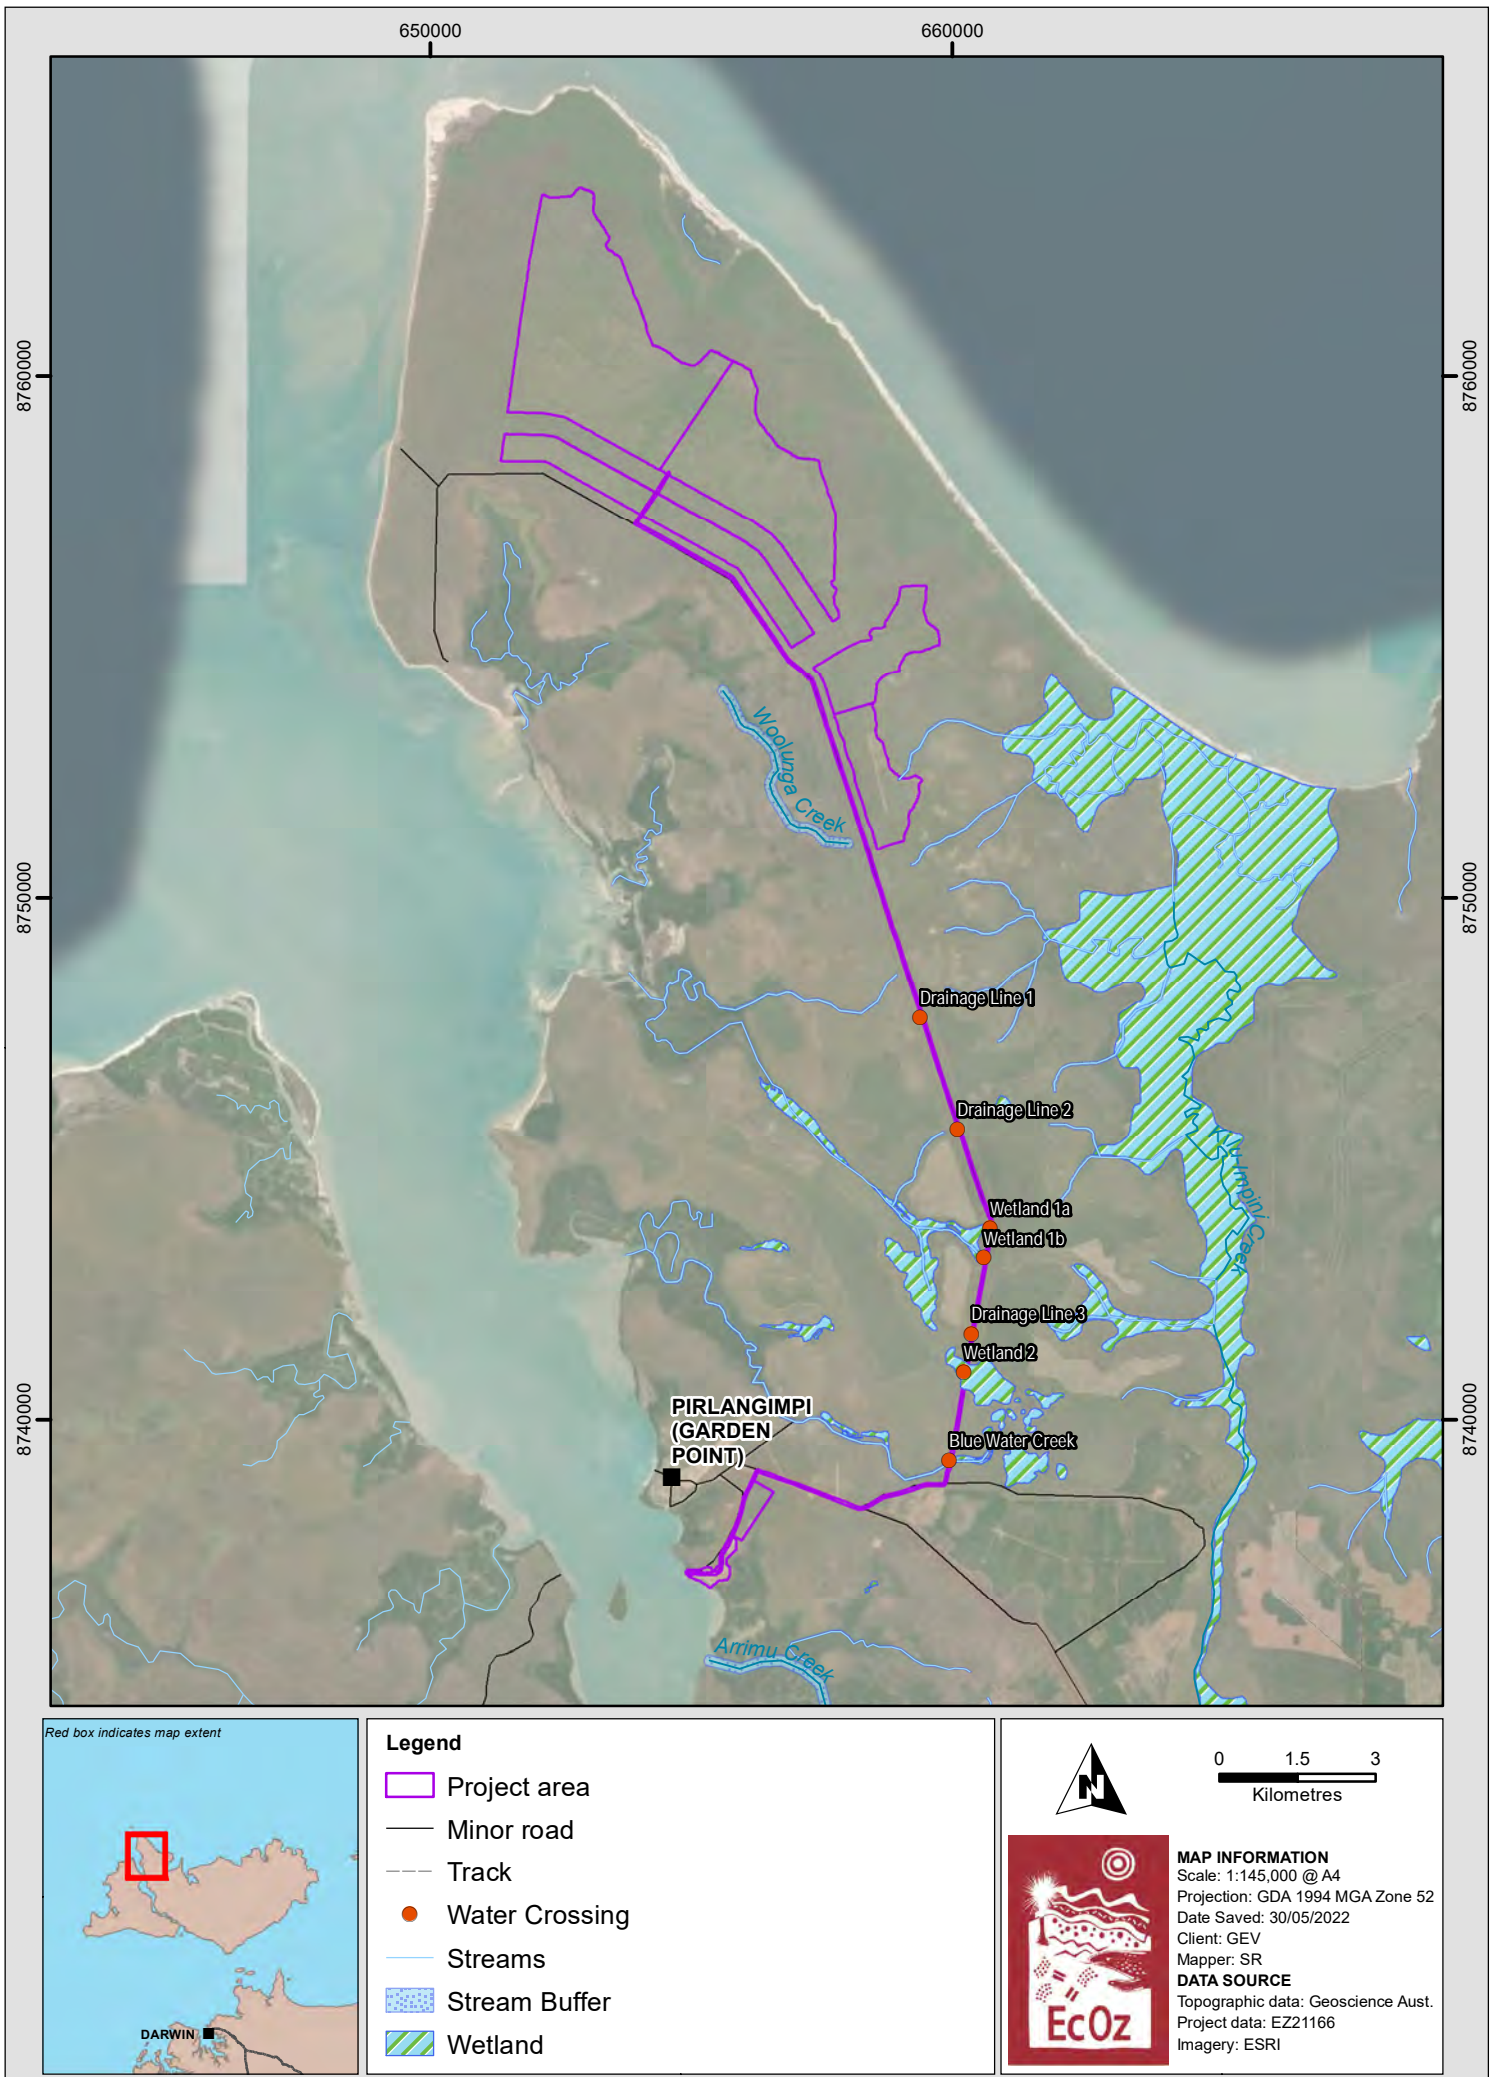 650000
660000
8760000
8760000
Woolunga Creek
8750000
8750000
Drainage Line 1
Drainage Line 2
Wetland 1a
Wetland 1b
Drainage Line 3
Wetland 2
PIRLANGIMPI
(GARDEN
POINT)
8740000
8740000
Blue Water Creek
Arrimu Creek
Red box indicates map extent
DARWIN
Legend
Project area
Minor road
Track
Water Crossing
Streams
Stream Buffer
Wetland
N
0 1.5 3
Kilometres
EcOz
MAP INFORMATION
Scale: 1:145,000 @ A4
Projection: GDA 1994 MGA Zone 52
Date Saved: 30/05/2022
Client: GEV
Mapper: SR
DATA SOURCE
Topographic data: Geoscience Aust.
Project data: EZ21166
Imagery: ESRI